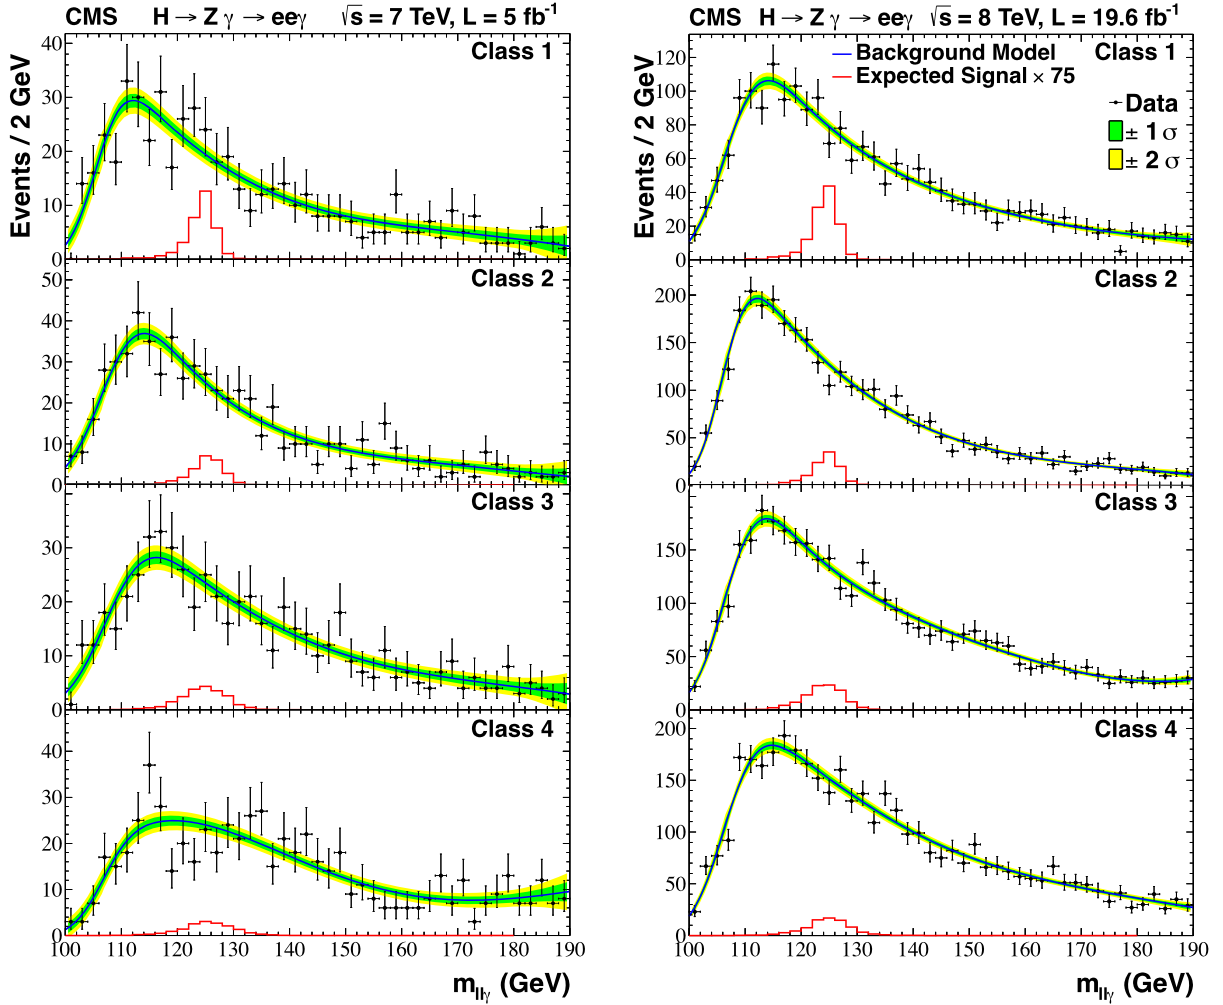 CMS H → Z γ → eeγ √s = 7 TeV, L = 5 fb⁻¹
Events / 2 GeV
Class 1
40
30
20
10
0
Class 2
50
40
30
20
10
0
Class 3
30
20
10
0
Class 4
40
30
20
10
0
100 110 120 130 140 150 160 170 180 190
m_llγ (GeV)
CMS H → Z γ → eeγ √s = 8 TeV, L = 19.6 fb⁻¹
Events / 2 GeV
Background Model
Class 1
Expected Signal × 75
Data
± 1 σ
± 2 σ
120
100
80
60
40
20
0
Class 2
200
150
100
50
0
Class 3
150
100
50
0
Class 4
200
150
100
50
0
100 110 120 130 140 150 160 170 180 190
m_llγ (GeV)